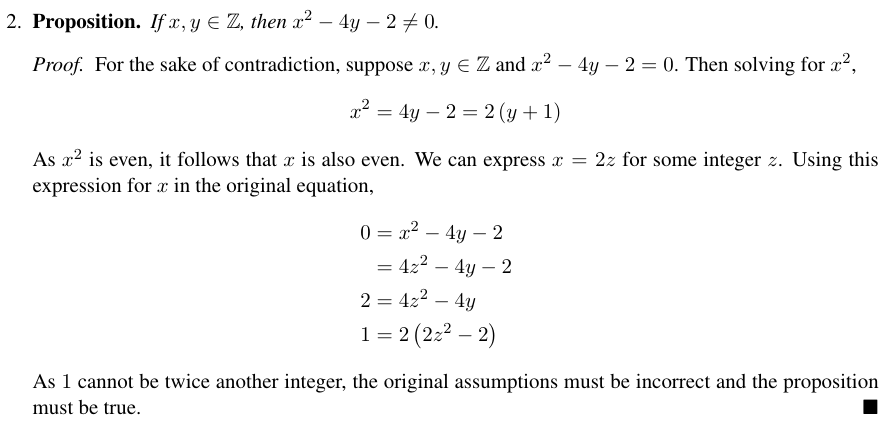 2. Proposition. If x, y ∈ ℤ, then x² − 4y − 2 ≠ 0.
Proof. For the sake of contradiction, suppose x, y ∈ ℤ and x² − 4y − 2 = 0. Then solving for x²,
x² = 4y − 2 = 2 (y + 1)
As x² is even, it follows that x is also even. We can express x = 2z for some integer z. Using this
expression for x in the original equation,
0 = x² − 4y − 2
= 4z² − 4y − 2
2 = 4z² − 4y
1 = 2 (2z² − 2)
As 1 cannot be twice another integer, the original assumptions must be incorrect and the proposition
must be true. ■